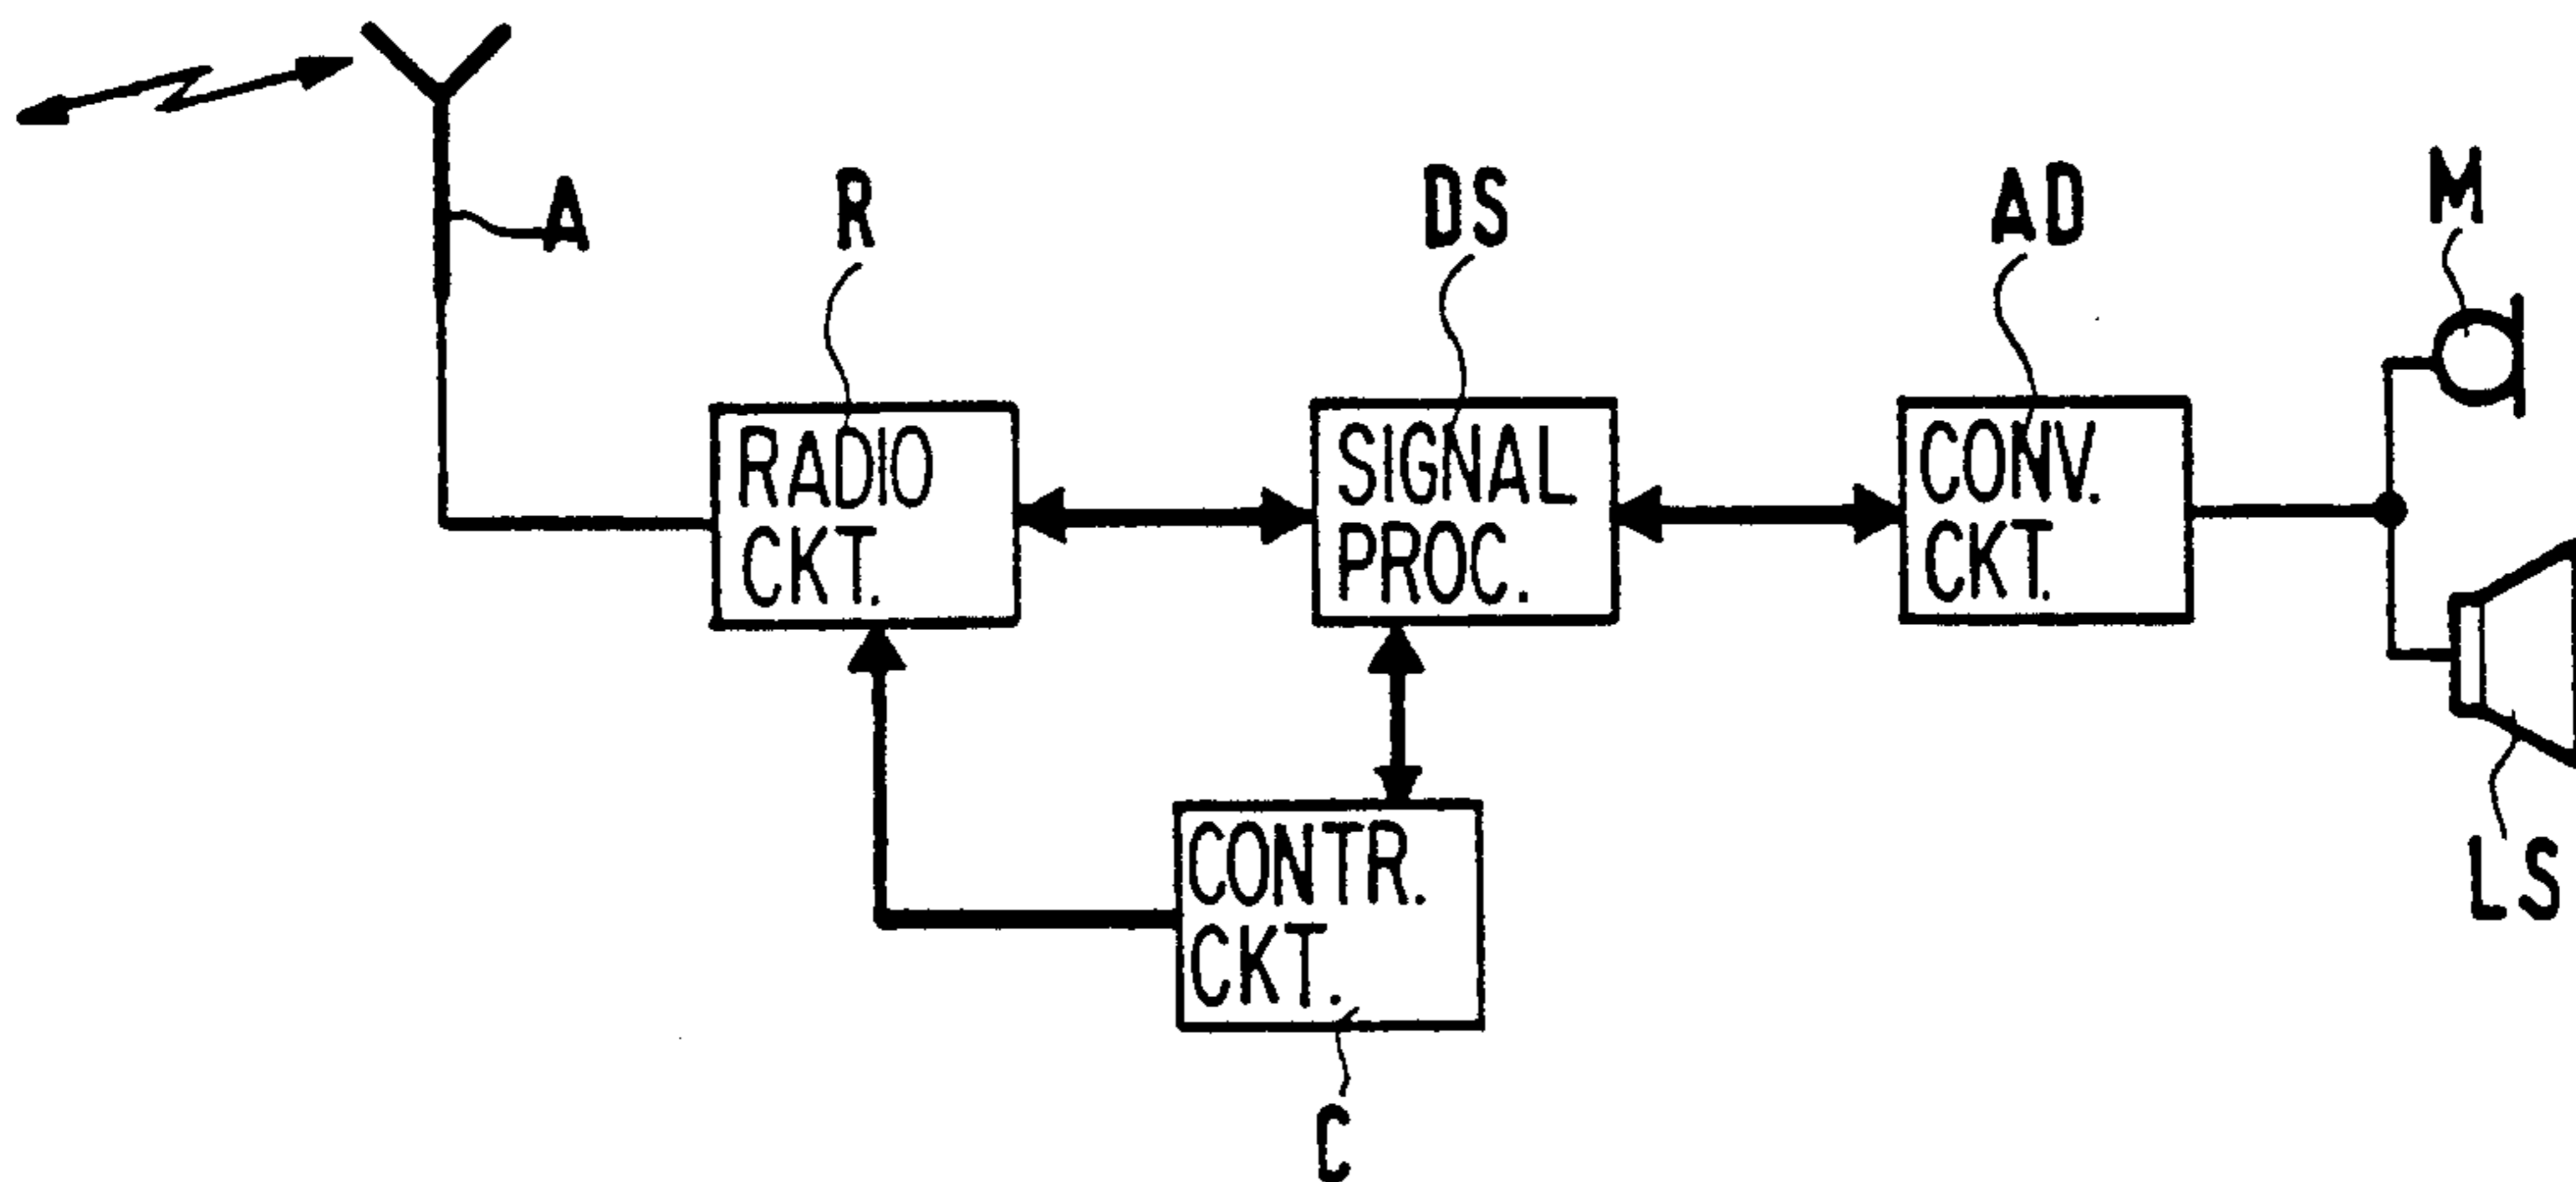 A
R
DS
AD
M
RADIO
CKT.
SIGNAL
PROC.
CONV.
CKT.
LS
CONTR.
CKT.
C